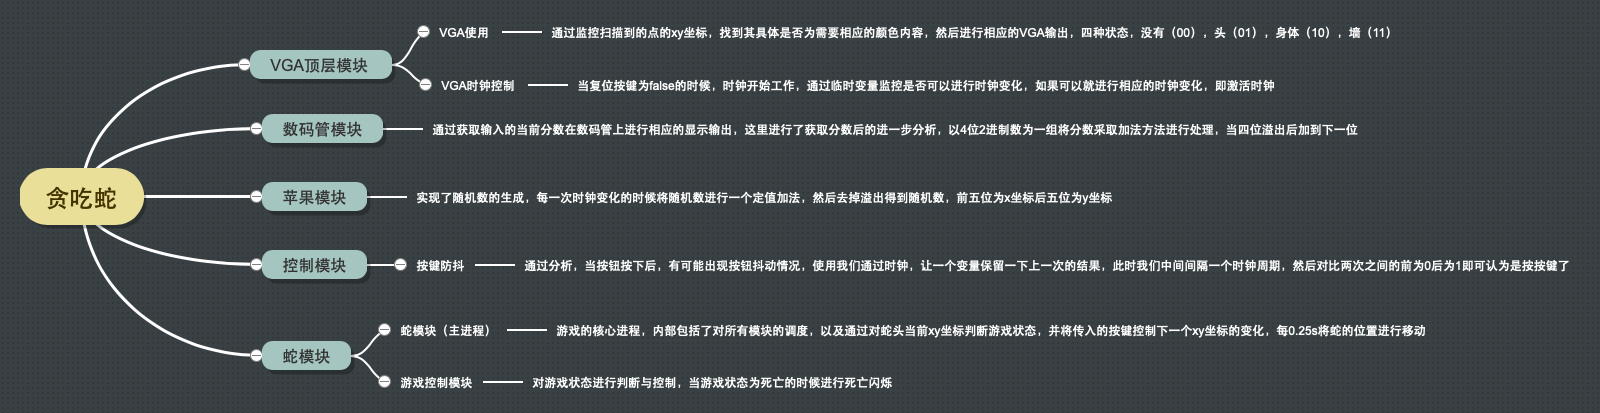 贪吃蛇
VGA顶层模块
VGA使用
通过监控扫描到的点的xy坐标，找到其具体是否为需要相应的颜色内容，然后进行相应的VGA输出，四种状态，没有（00），头（01），身体（10），墙（11）
VGA时钟控制
当复位按键为false的时候，时钟开始工作，通过临时变量监控是否可以进行时钟变化，如果可以就进行相应的时钟变化，即激活时钟
数码管模块
通过获取输入的当前分数在数码管上进行相应的显示输出，这里进行了获取分数后的进一步分析，以4位2进制数为一组将分数采取加法方法进行处理，当四位溢出后加到下一位
苹果模块
实现了随机数的生成，每一次时钟变化的时候将随机数进行一个定值加法，然后去掉溢出得到随机数，前五位为x坐标后五位为y坐标
控制模块
按键防抖
通过分析，当按钮按下后，有可能出现按钮抖动情况，使用我们通过时钟，让一个变量保留一下上一次的结果，此时我们中间间隔一个时钟周期，然后对比两次之间的前为0后为1即可认为是按按键了
蛇模块
蛇模块（主进程）
游戏的核心进程，内部包括了对所有模块的调度，以及通过对蛇头当前xy坐标判断游戏状态，并将传入的按键控制下一个xy坐标的变化，每0.25s将蛇的位置进行移动
游戏控制模块
对游戏状态进行判断与控制，当游戏状态为死亡的时候进行死亡闪烁